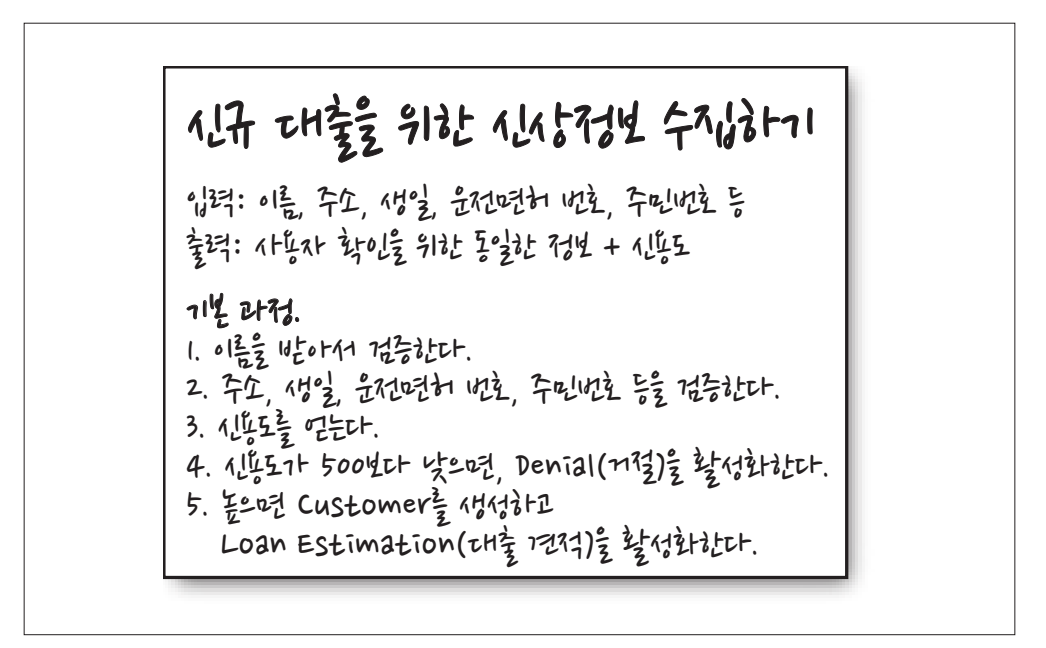 신규 대출을 위한 신상정보 수집하기
입력: 이름, 주소, 생일, 운전면허 번호, 주민번호 등
출력: 사용자 확인을 위한 동일한 정보 + 신용도
기본 과정.
1. 이름을 받아서 검증한다.
2. 주소, 생일, 운전면허 번호, 주민번호 등을 검증한다.
3. 신용도를 얻는다.
4. 신용도가 500보다 낮으면, Denial(거절)을 활성화한다.
5. 높으면 Customer를 생성하고
Loan Estimation(대출 견적)을 활성화한다.